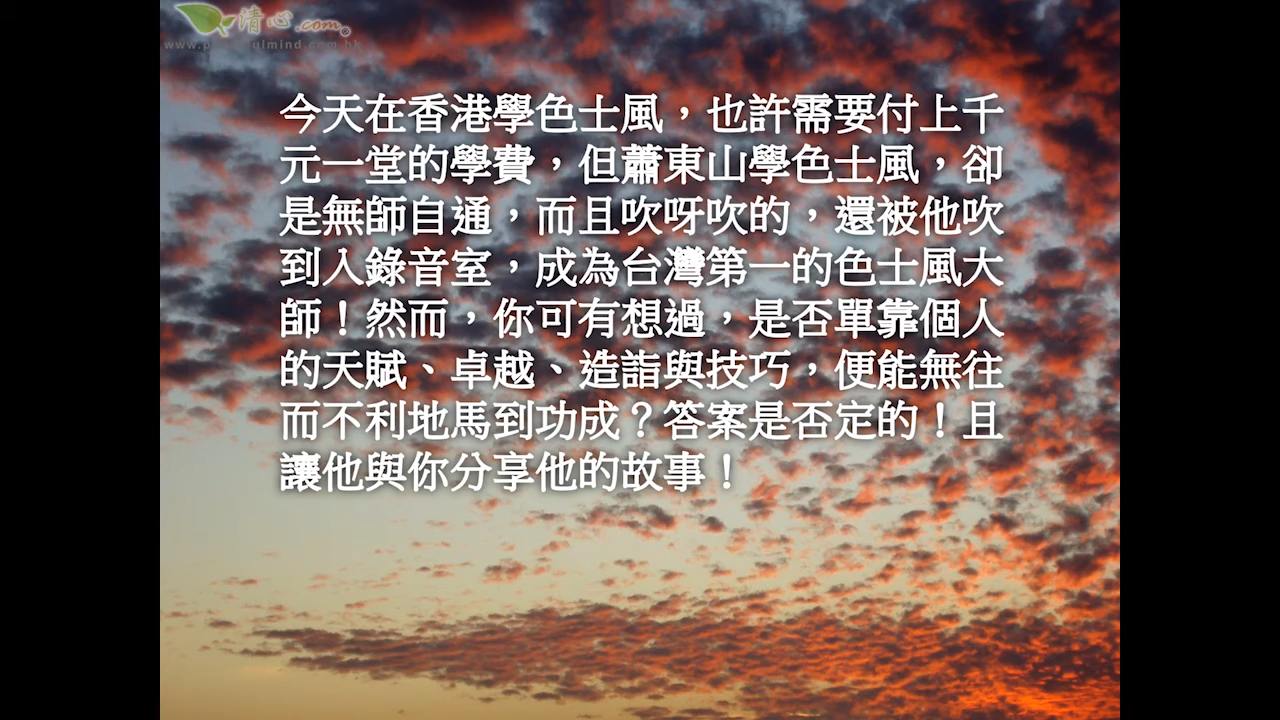 清心.com
今天在香港學色士風，也許需要付上千
元一堂的學費，但蕭東山學色士風，卻
是無師自通，而且吹呀吹的，還被他吹
到入錄音室，成為台灣第一的色士風大
師！然而，你可有想過，是否單靠個人
的天賦、卓越、造詣與技巧，便能無往
而不利地馬到功成？答案是否定的！且
讓他與你分享他的故事！